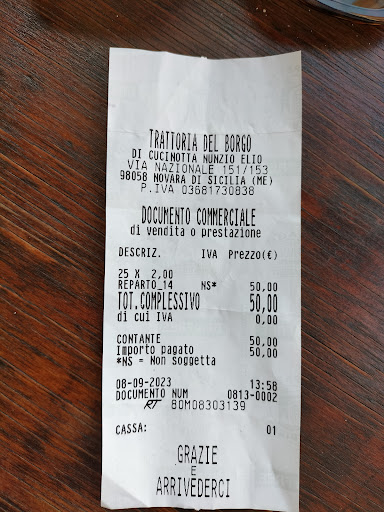 TRATTORIA DEL BORGO
DI CUCINOTTA NUNZIO ELIO
VIA NAZIONALE 151/153
98058 NOVARA DI SICILIA (ME)
P.IVA 03681730838
DOCUMENTO COMMERCIALE
di vendita o prestazione
DESCRIZ. IVA Prezzo(€)
25 X 2,00
REPARTO_14 NS* 50,00
TOT.COMPLESSIVO 50,00
di cui IVA 0,00
CONTANTE 50,00
Importo pagato 50,00
*NS = Non soggetta
08-09-2023 13:58
DOCUMENTO NUM 0813-0002
RT 80M08303139
CASSA: 01
GRAZIE
E
ARRIVEDERCI